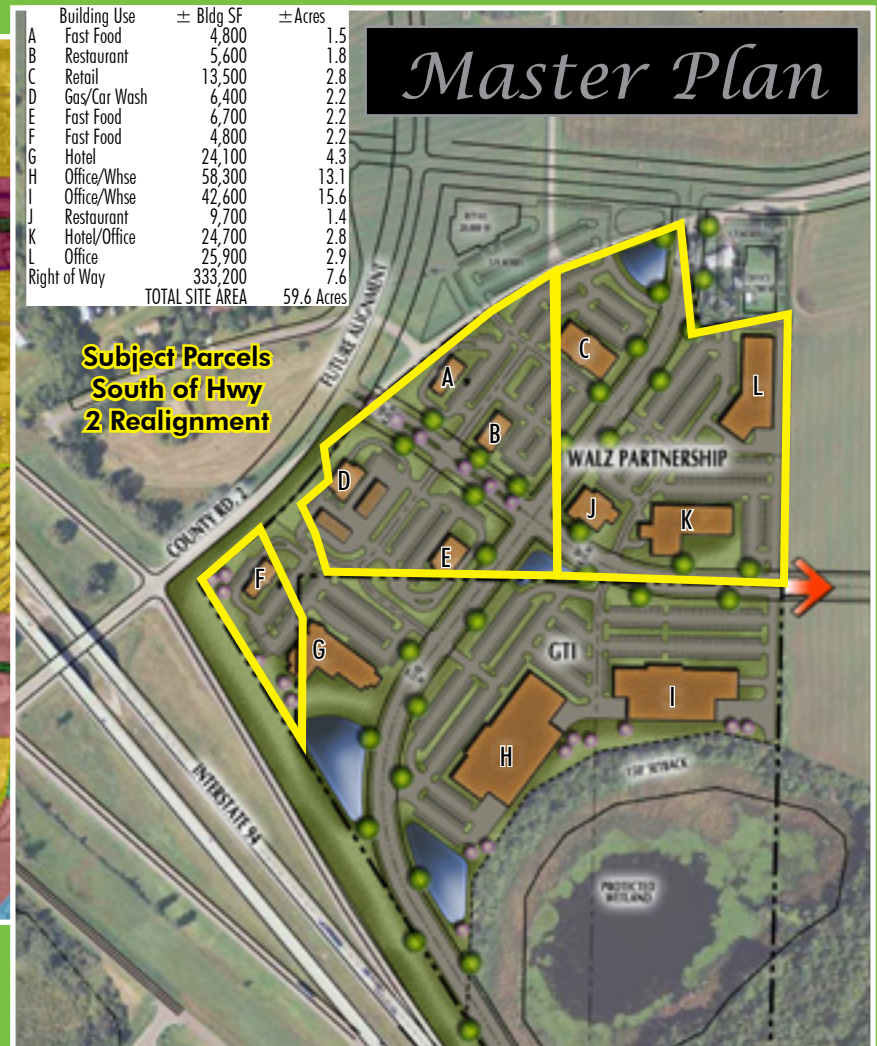 Building Use ± Bldg SF ±Acres
A Fast Food 4,800 1.5
B Restaurant 5,600 1.8
C Retail 13,500 2.8
D Gas/Car Wash 6,400 2.2
E Fast Food 6,700 2.2
F Fast Food 4,800 2.2
G Hotel 24,100 4.3
H Office/Whse 58,300 13.1
I Office/Whse 42,600 15.6
J Restaurant 9,700 1.4
K Hotel/Office 24,700 2.8
L Office 25,900 2.9
Right of Way 333,200 7.6
TOTAL SITE AREA 59.6 Acres
Master Plan
Subject Parcels
South of Hwy
2 Realignment
FUTURE ALIGNMENT
RETAIL
OFFICE
COUNTY RD. 2
A
B
C
L
WALZ PARTNERSHIP
D
J
K
E
F
G
GTI
I
H
INTERSTATE 94
150' SETBACK
PROTECTED
WETLAND